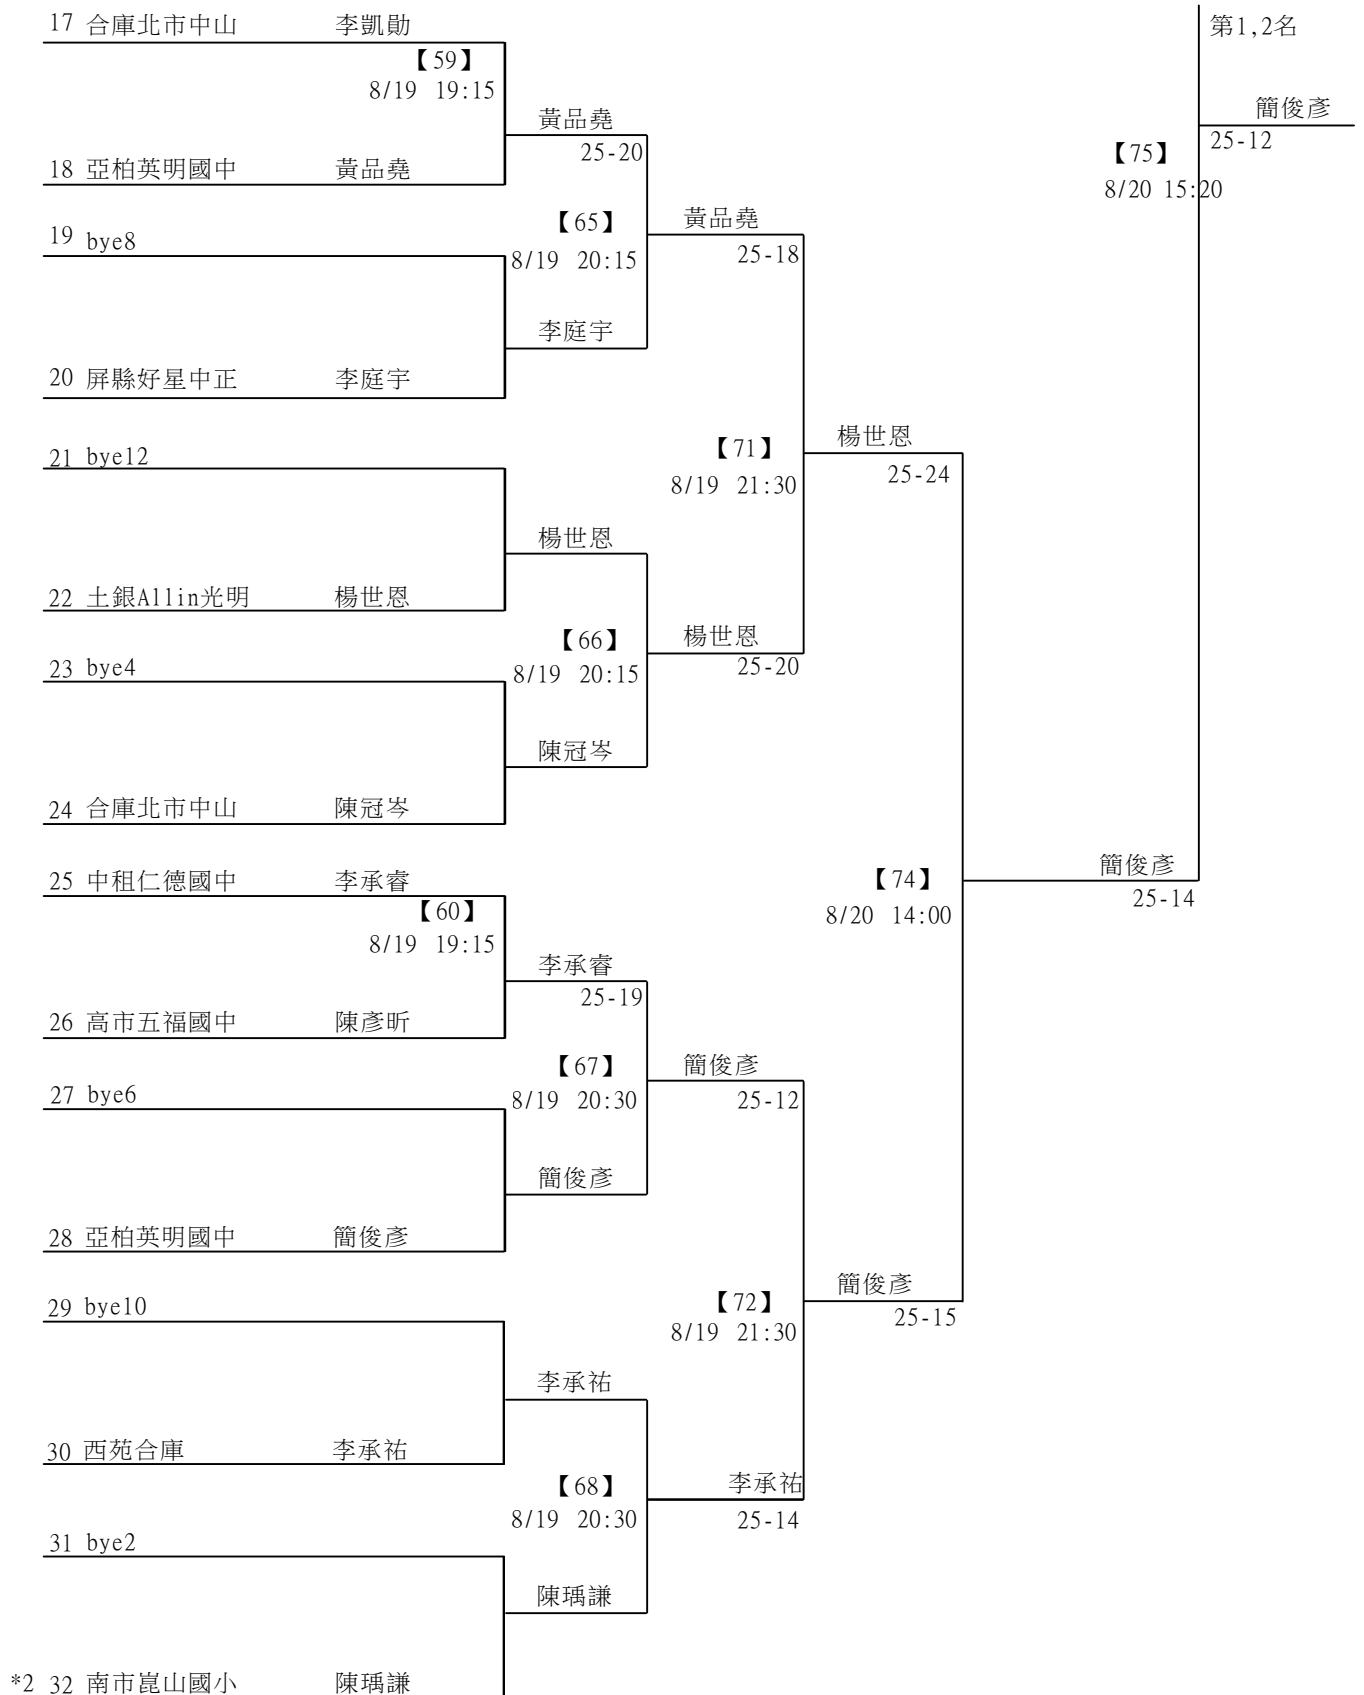 17 合庫北市中山 李凱勛
第1,2名
【59】
8/19 19:15
簡俊彥
黃品堯
25-12
25-20
【75】
18 亞柏英明國中 黃品堯
8/20 15:20
【65】
黃品堯
19 bye8
25-18
8/19 20:15
李庭宇
20 屏縣好星中正 李庭宇
楊世恩
【71】
21 bye12
25-24
8/19 21:30
楊世恩
22 土銀Allin光明 楊世恩
【66】
楊世恩
23 bye4
25-20
8/19 20:15
陳冠岑
24 合庫北市中山 陳冠岑
簡俊彥
25 中租仁德國中 李承睿
【74】
25-14
【60】
8/20 14:00
8/19 19:15
李承睿
25-19
26 高市五福國中 陳彥昕
【67】
簡俊彥
27 bye6
8/19 20:30
25-12
簡俊彥
28 亞柏英明國中 簡俊彥
簡俊彥
29 bye10
【72】
25-15
8/19 21:30
李承祐
30 西苑合庫 李承祐
【68】
李承祐
8/19 20:30
25-14
31 bye2
陳瑀謙
*2 32 南市崑山國小 陳瑀謙